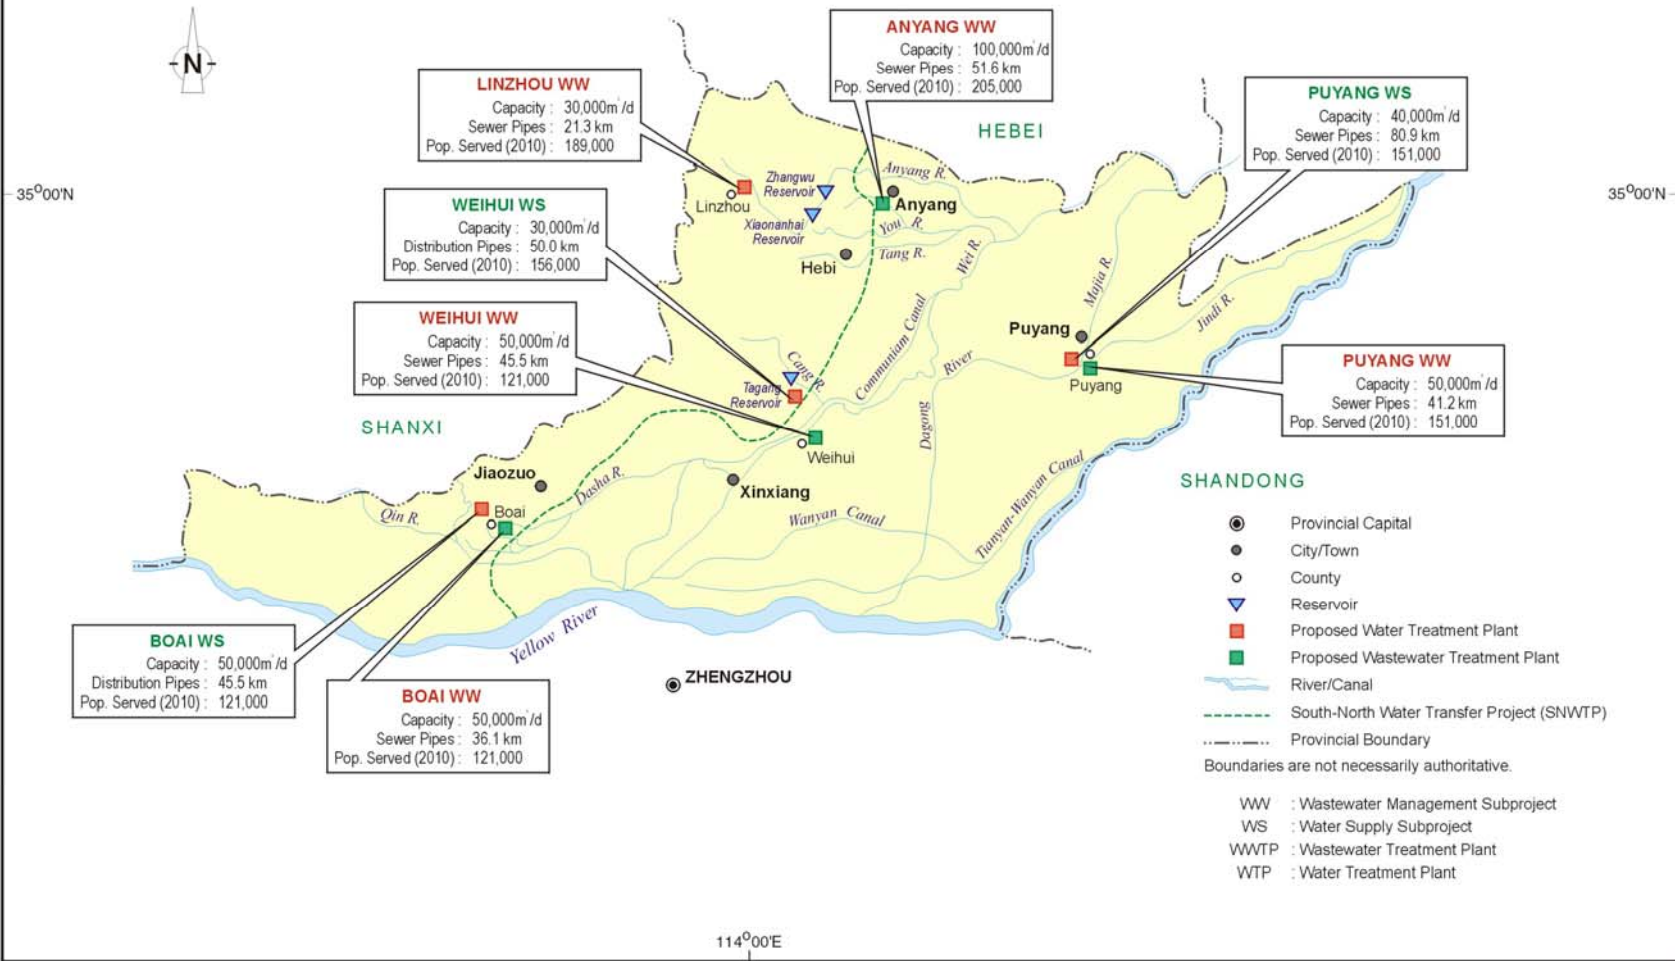 N
ANYANG WW
Capacity : 100,000m³/d
Sewer Pipes : 51.6 km
Pop. Served (2010) : 205,000
LINZHOU WW
Capacity : 30,000m³/d
Sewer Pipes : 21.3 km
Pop. Served (2010) : 189,000
PUYANG WS
Capacity : 40,000m³/d
Sewer Pipes : 80.9 km
Pop. Served (2010) : 151,000
HEBEI
35°00'N
35°00'N
WEIHUI WS
Capacity : 30,000m³/d
Distribution Pipes : 50.0 km
Pop. Served (2010) : 156,000
Linzhou
Zhangwu
Reservoir
Xiaonanhai
Reservoir
Anyang R.
Anyang
You R.
Tang R.
Hebi
Wei R.
Majia R.
Jindi R.
WEIHUI WW
Capacity : 50,000m³/d
Sewer Pipes : 45.5 km
Pop. Served (2010) : 121,000
Communiam Canal
Puyang
Puyang
PUYANG WW
Capacity : 50,000m³/d
Sewer Pipes : 41.2 km
Pop. Served (2010) : 151,000
Cang R.
Tagang
Reservoir
River
Dagong
SHANXI
Weihui
Jiaozuo
Xinxiang
Dasha R.
Qin R.
Boai
Wanyan Canal
Tianyan-Wanyan Canal
Yellow River
ZHENGZHOU
BOAI WS
Capacity : 50,000m³/d
Distribution Pipes : 45.5 km
Pop. Served (2010) : 121,000
BOAI WW
Capacity : 50,000m³/d
Sewer Pipes : 36.1 km
Pop. Served (2010) : 121,000
SHANDONG
Provincial Capital
City/Town
County
Reservoir
Proposed Water Treatment Plant
Proposed Wastewater Treatment Plant
River/Canal
South-North Water Transfer Project (SNWTP)
Provincial Boundary
Boundaries are not necessarily authoritative.
WW : Wastewater Management Subproject
WS : Water Supply Subproject
WWTP : Wastewater Treatment Plant
WTP : Water Treatment Plant
114°00'E